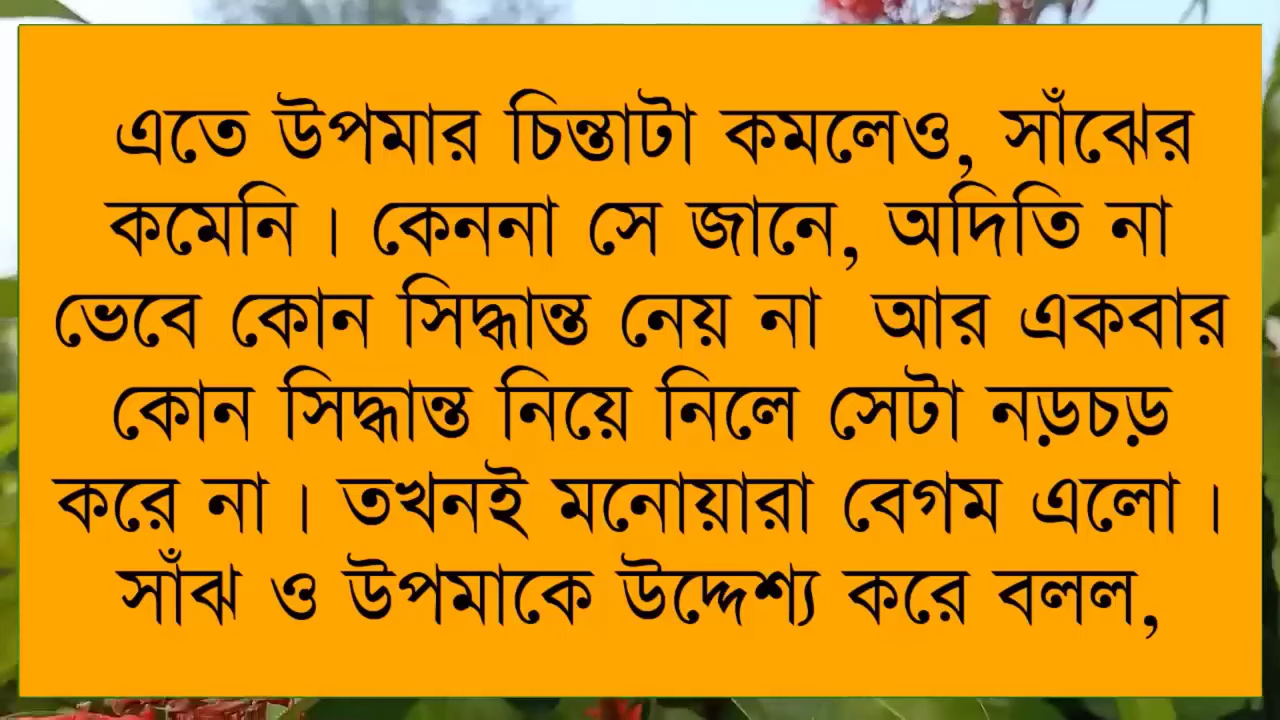 এতে উপমার চিন্তাটা কমলেও, সাঁঝের
কমেনি। কেননা সে জানে, অদিতি না
ভেবে কোন সিদ্ধান্ত নেয় না আর একবার
কোন সিদ্ধান্ত নিয়ে নিলে সেটা নড়চড়
করে না। তখনই মনোয়ারা বেগম এলো।
সাঁঝ ও উপমাকে উদ্দেশ্য করে বলল,